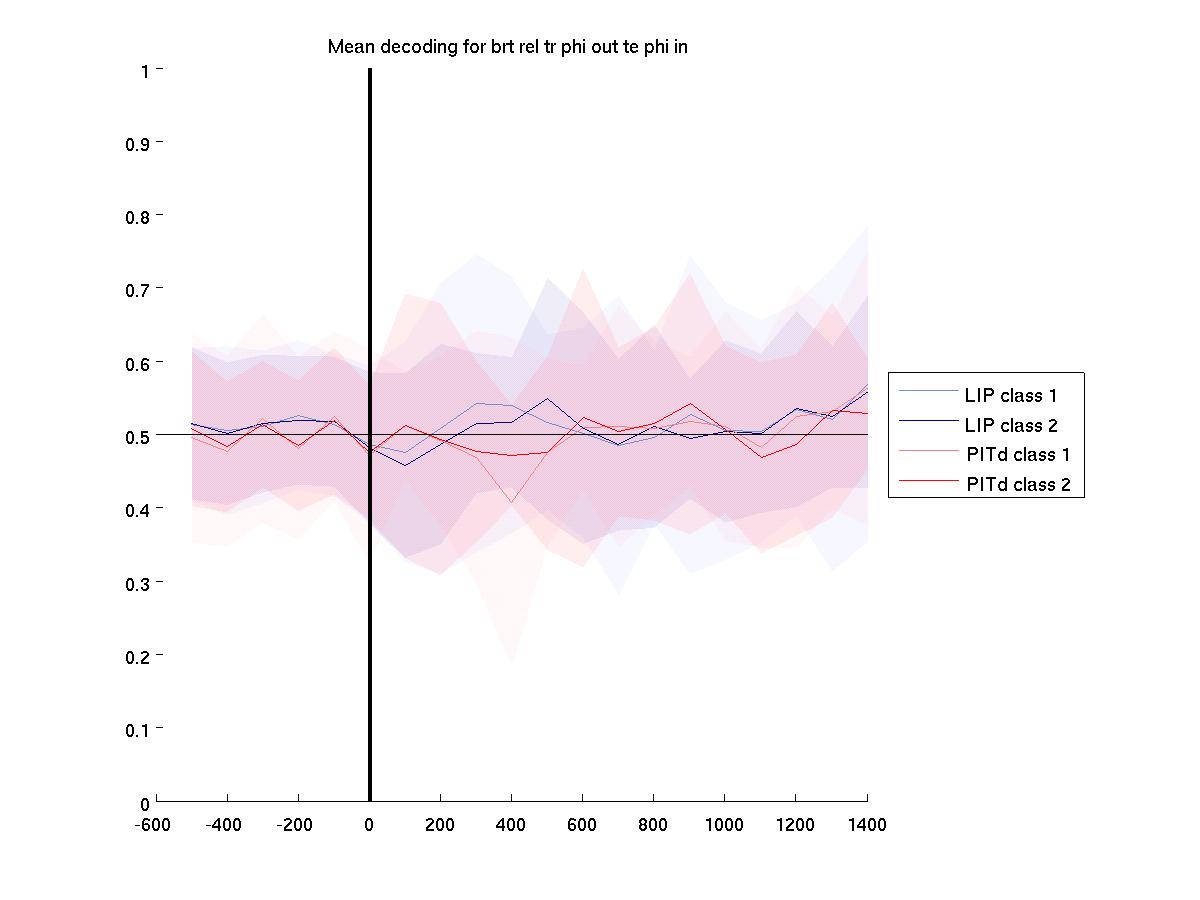 Mean decoding for brt rel tr phi out te phi in
1
0.9
0.8
0.7
0.6
0.5
0.4
0.3
0.2
0.1
0
-600 -400 -200 0 200 400 600 800 1000 1200 1400
LIP class 1
LIP class 2
PITd class 1
PITd class 2